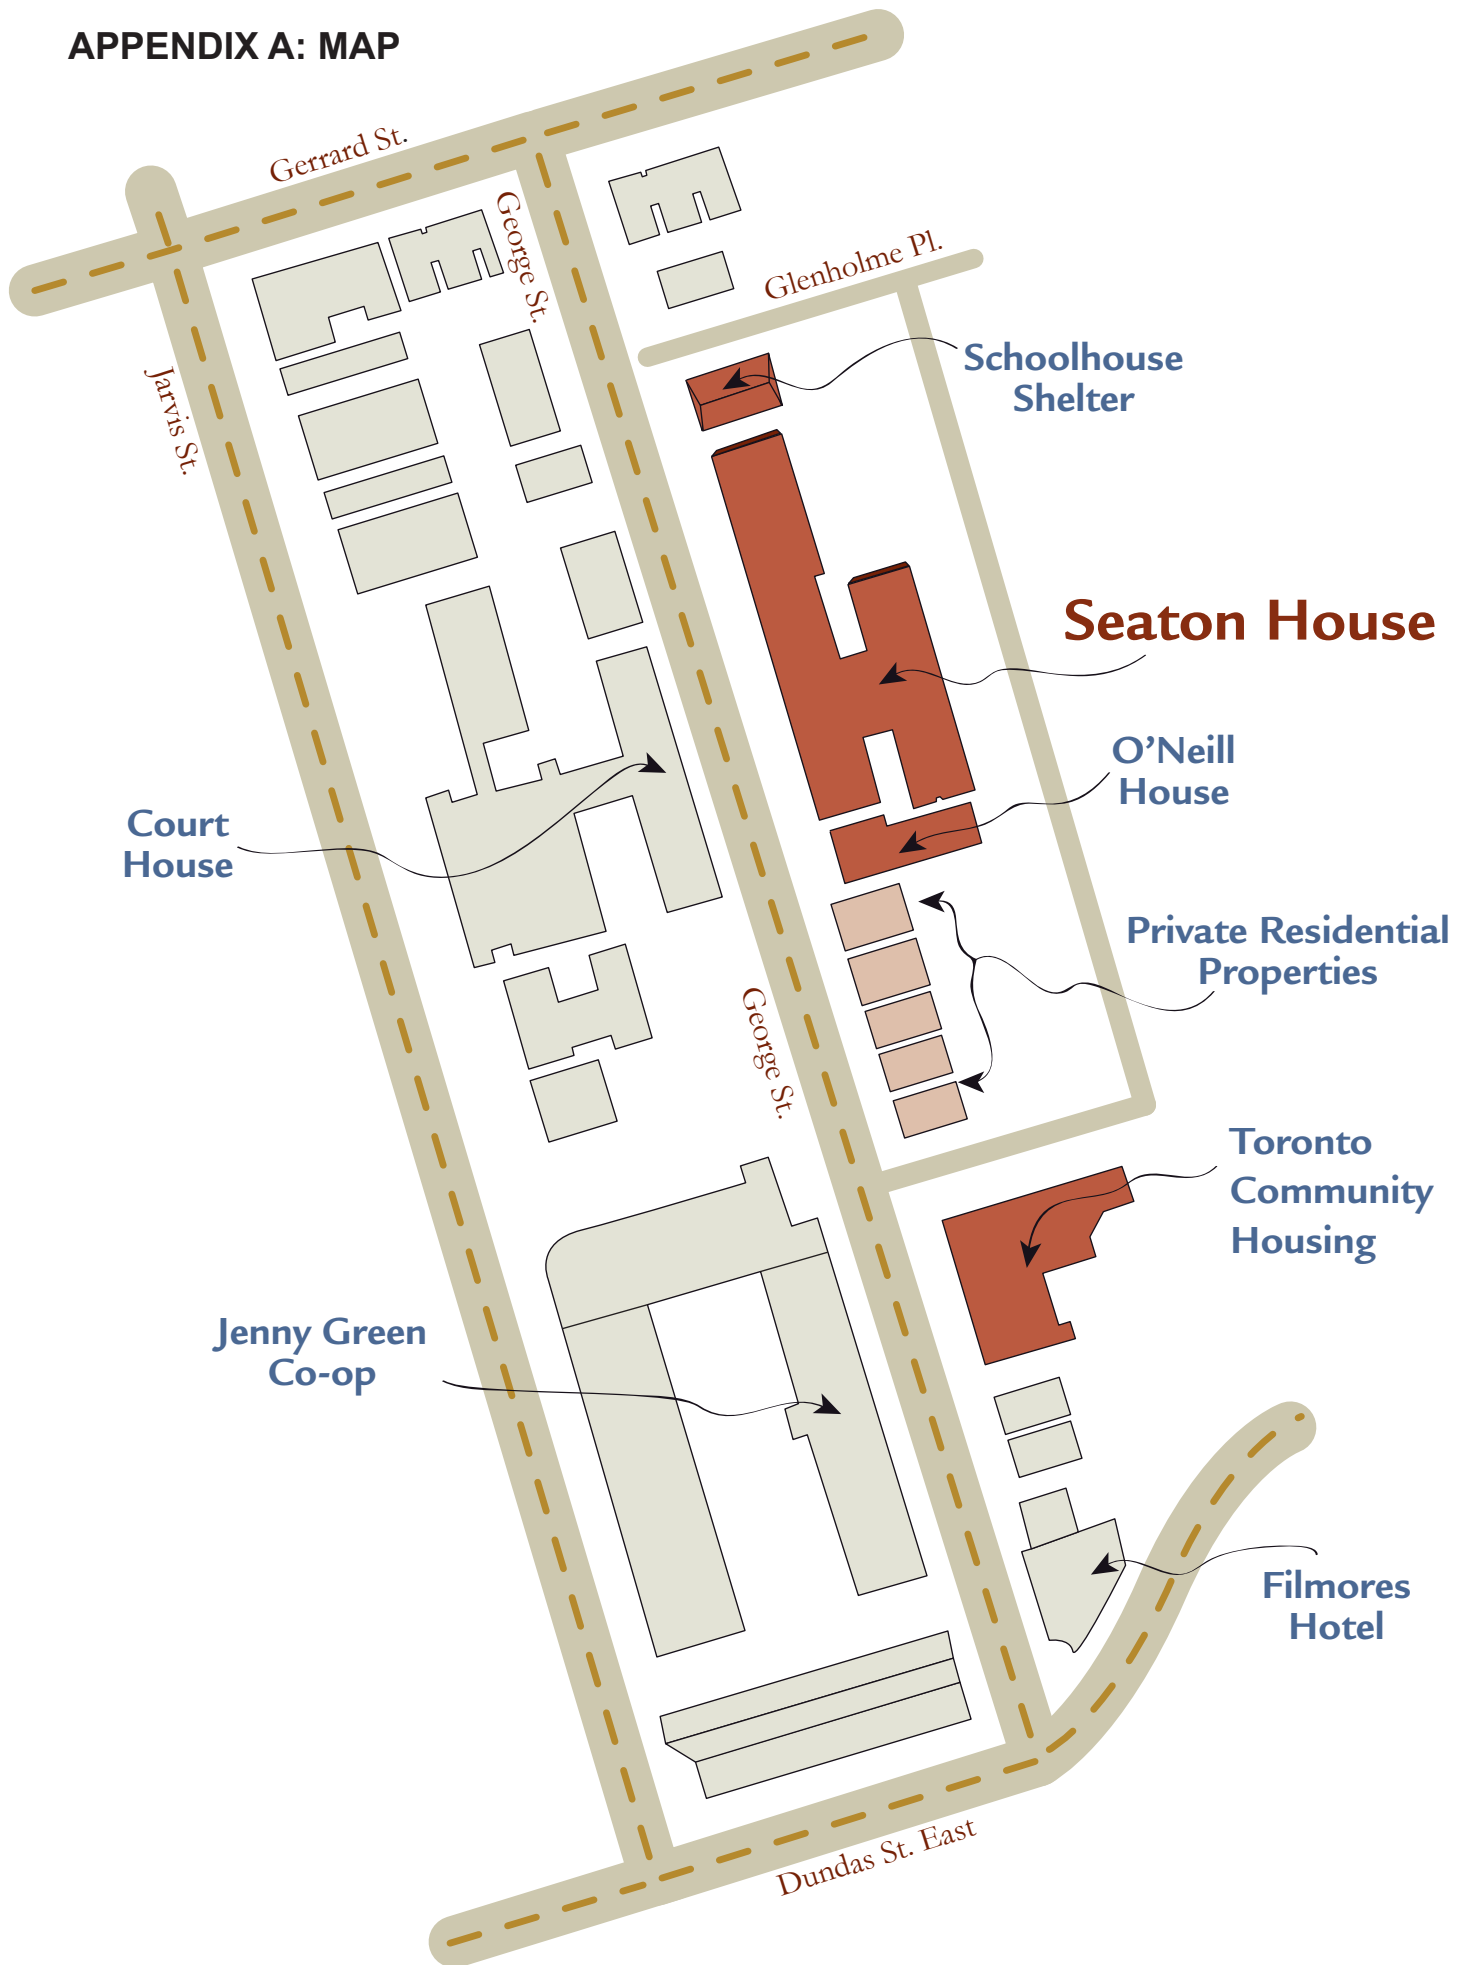 APPENDIX A: MAP
Gerrard St.
George St.
Glenholme Pl.
Jarvis St.
Schoolhouse
Shelter
Seaton House
O'Neill
House
Court
House
Private Residential
Properties
George St.
Toronto
Community
Housing
Jenny Green
Co-op
Filmores
Hotel
Dundas St. East